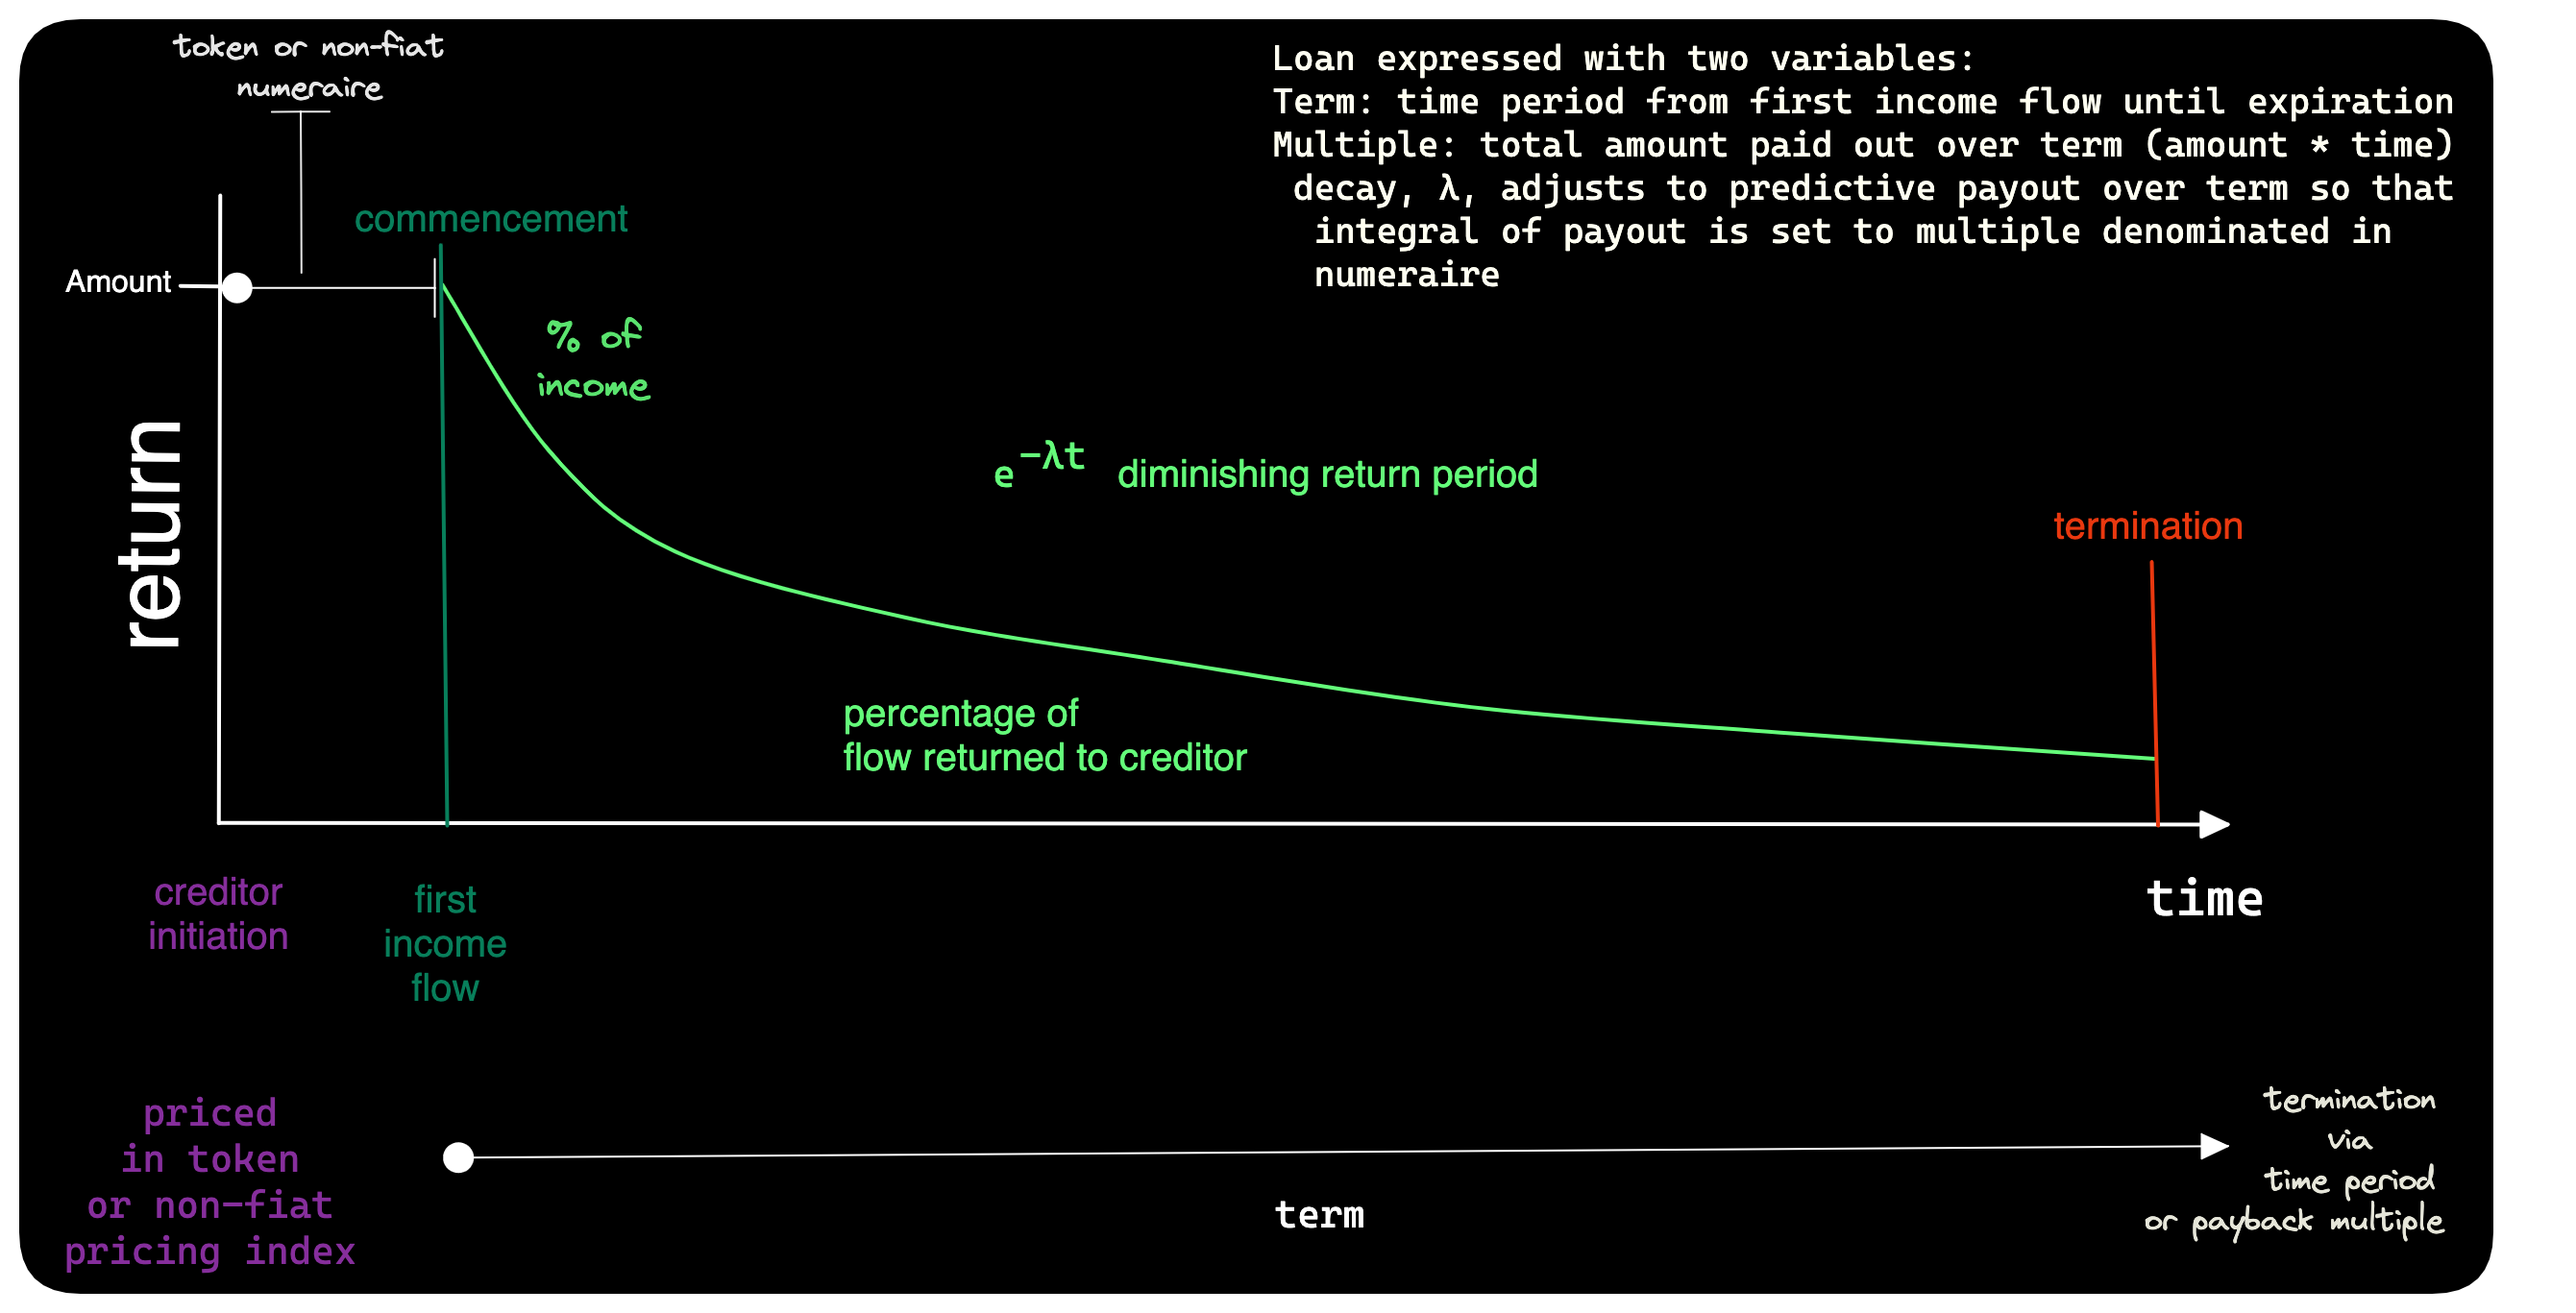 token or non-fiat
numeraire
Loan expressed with two variables:
Term: time period from first income flow until expiration
Multiple: total amount paid out over term (amount * time)
decay, λ, adjusts to predictive payout over term so that
integral of payout is set to multiple denominated in
numeraire
commencement
Amount
% of
income
return
e^-λt diminishing return period
termination
percentage of
flow returned to creditor
time
creditor
initiation
first
income
flow
priced
in token
or non-fiat
pricing index
term
termination
via
time period
or payback multiple